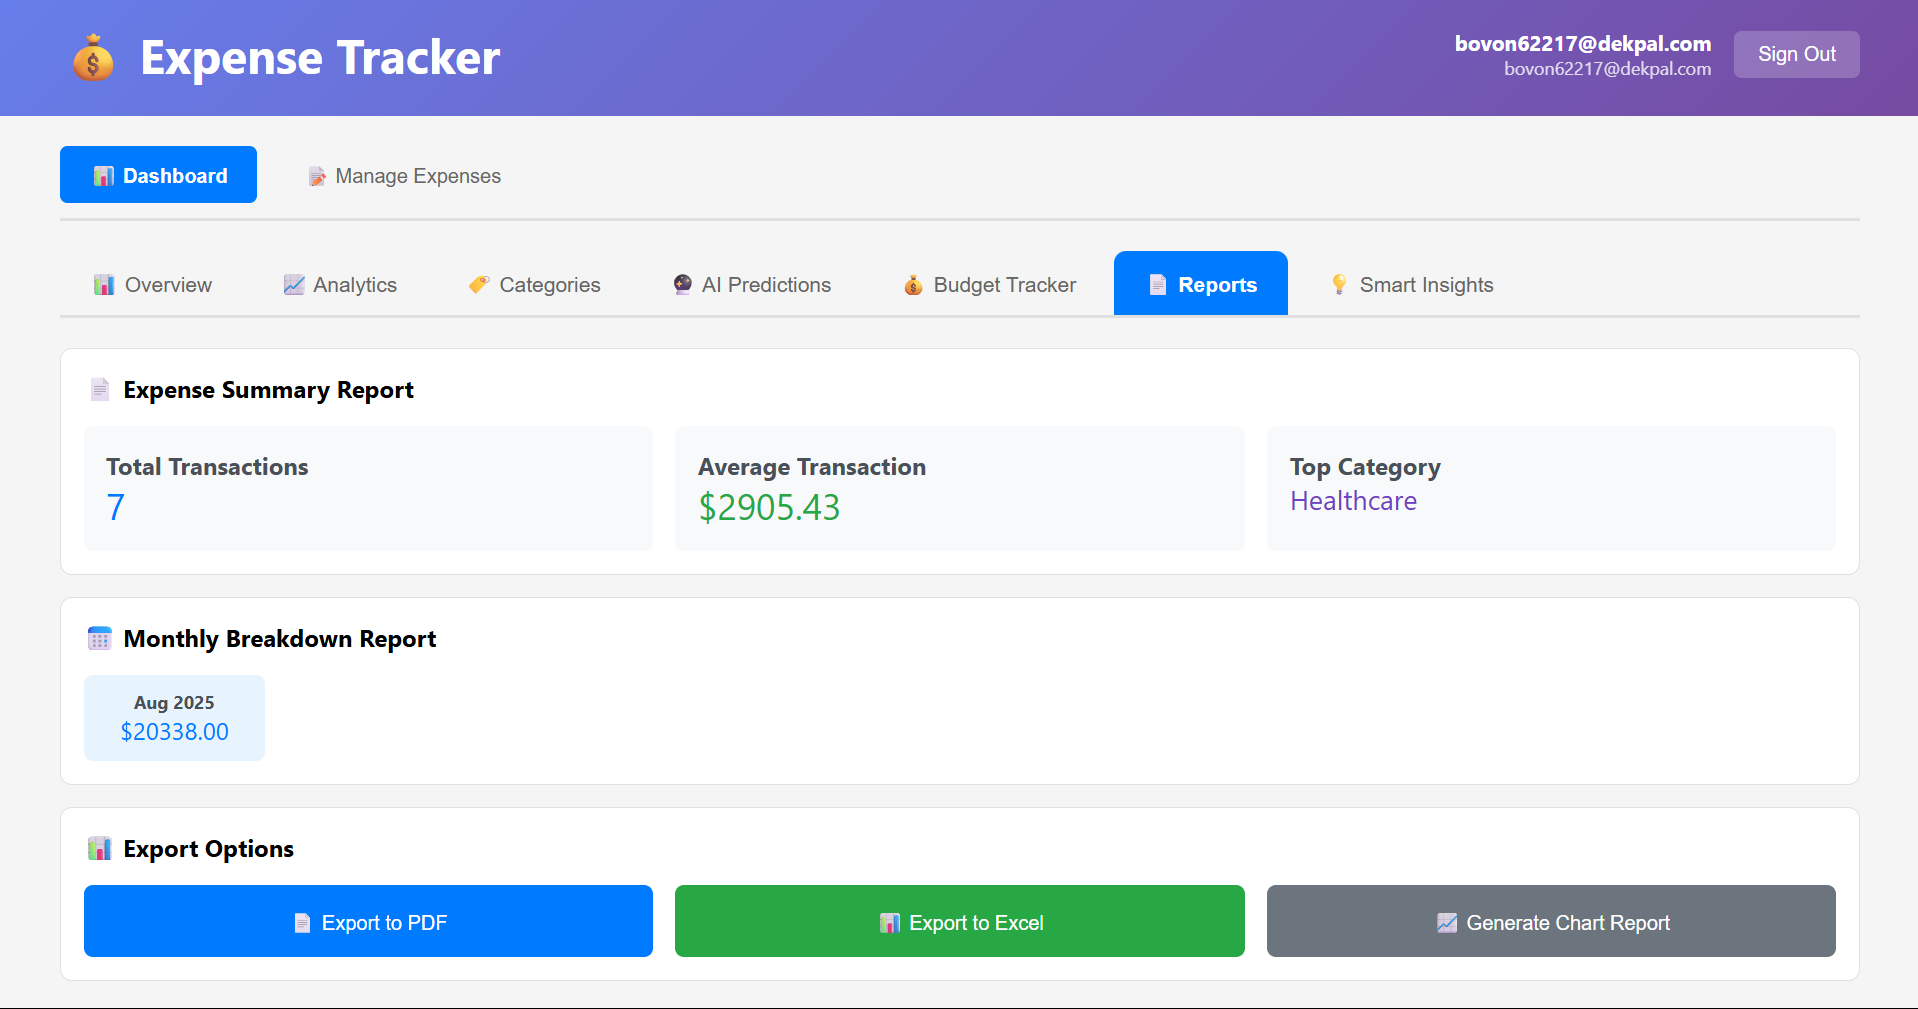 Expense Tracker
bovon62217@dekpal.com
bovon62217@dekpal.com
Sign Out
Dashboard
Manage Expenses
Overview
Analytics
Categories
AI Predictions
Budget Tracker
Reports
Smart Insights
Expense Summary Report
Total Transactions
7
Average Transaction
$2905.43
Top Category
Healthcare
Monthly Breakdown Report
Aug 2025
$20338.00
Export Options
Export to PDF
Export to Excel
Generate Chart Report